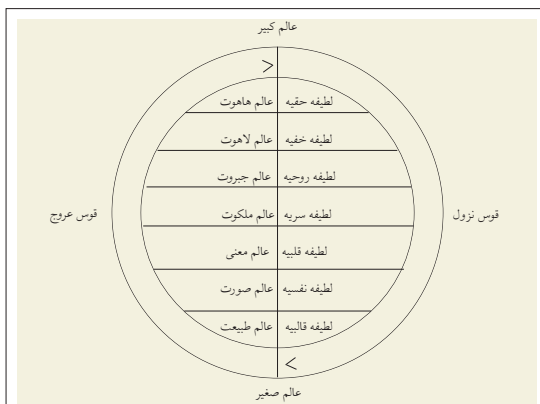 عالم کبیر
لطیفه حقیه عالم هاهوت
لطیفه خفیه عالم لاهوت
لطیفه روحیه عالم جبروت
قوس نزول لطیفه سریه عالم ملکوت قوس عروج
لطیفه قلبیه عالم معنی
لطیفه نفسیه عالم صورت
لطیفه قالبیه عالم طبیعت
عالم صغیر